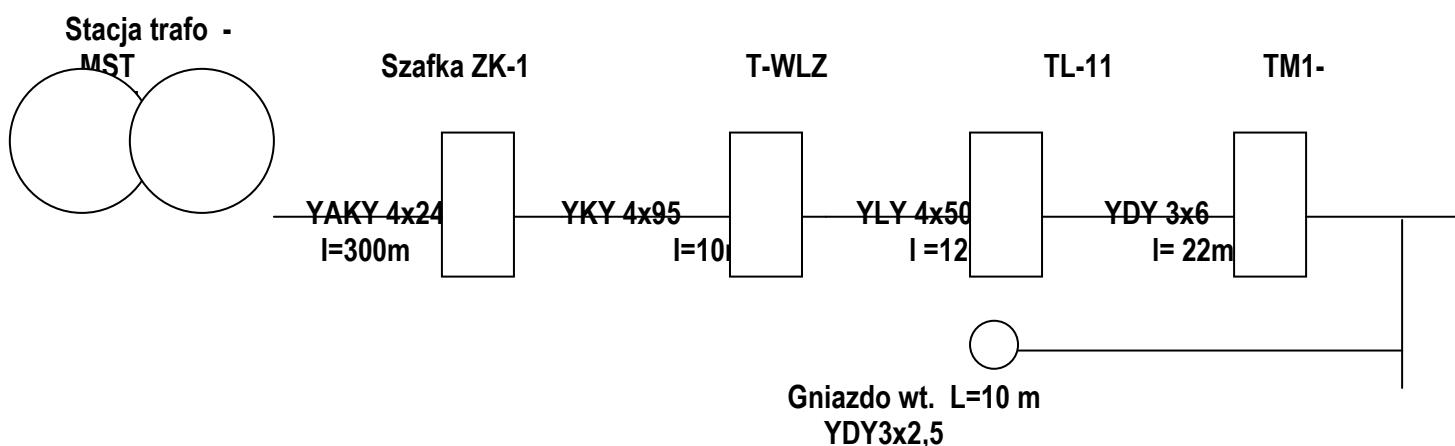 Stacja trafo -
MST
Szafka ZK-1
T-WLZ
TL-11
TM1-
YAKY 4x24
l=300m
YKY 4x95
l=10
YLY 4x50
l =12
YDY 3x6
l= 22m
Gniazdo wt. L=10 m
YDY3x2,5